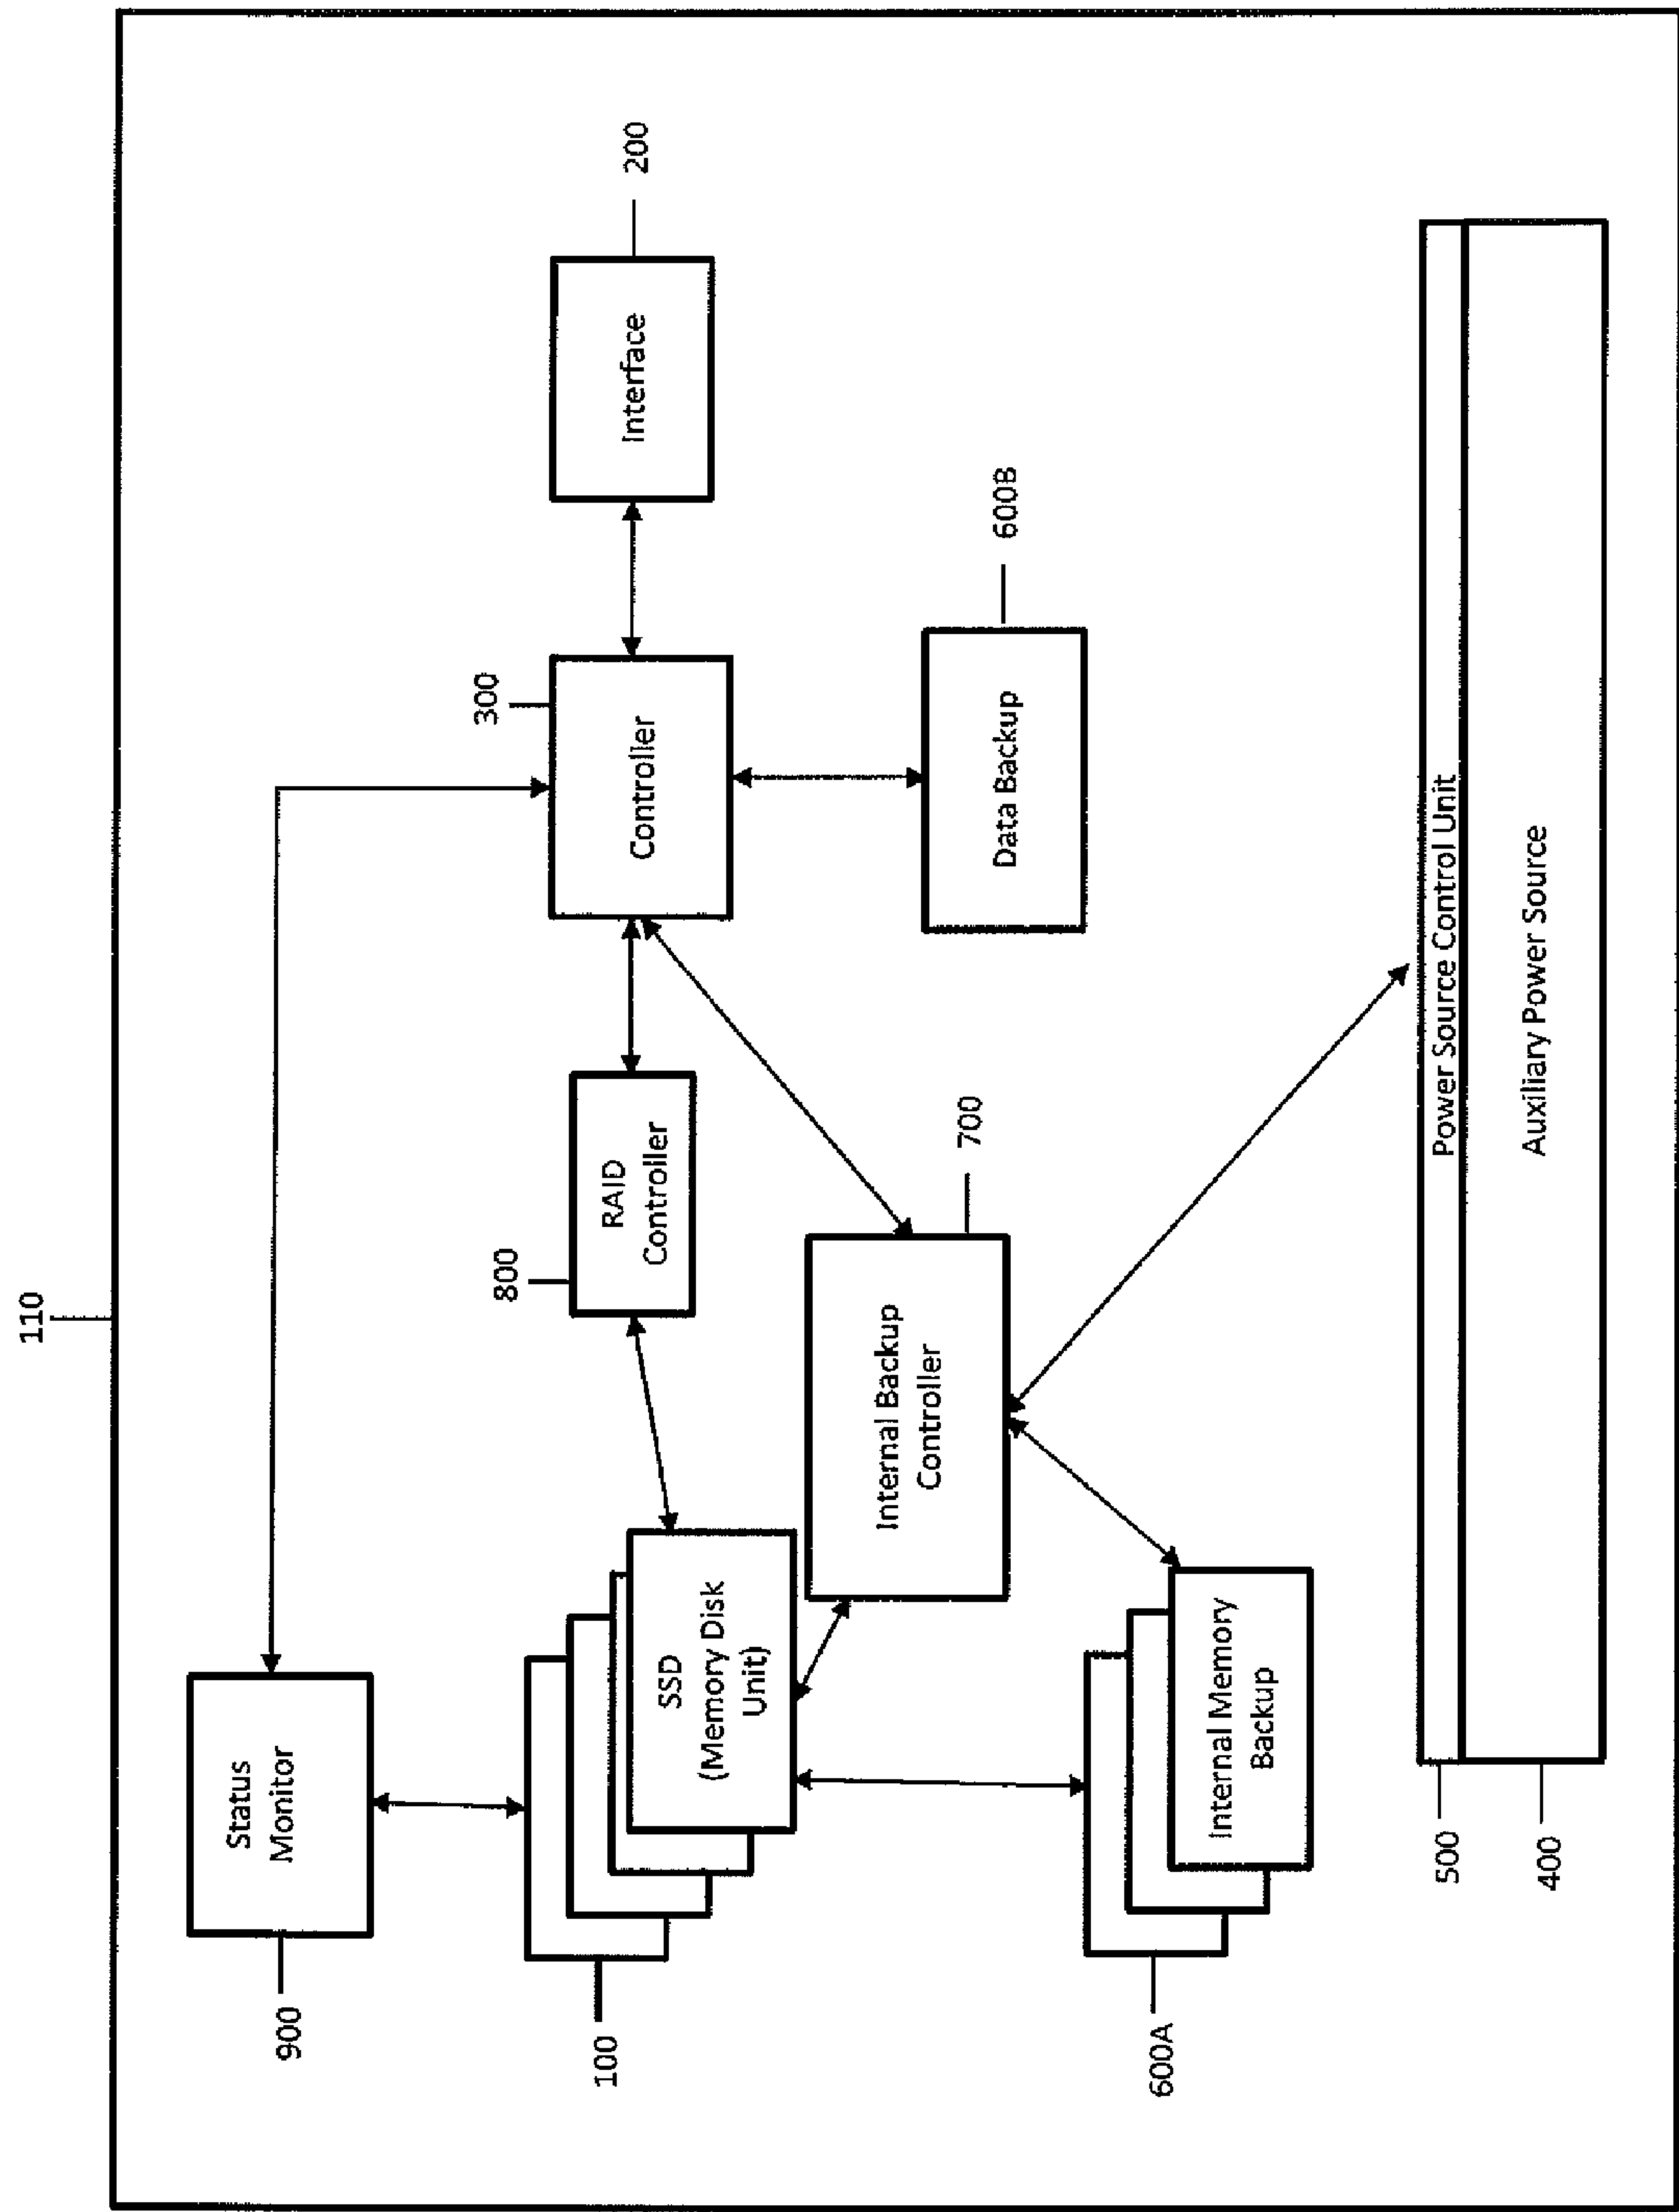 110
Status
Monitor
900
300
Controller
Interface
200
800
RAID
Controller
SSD
(Memory Disk
Unit)
100
Internal Backup
Controller
700
Data Backup
600B
Internal Memory
Backup
600A
Power Source Control Unit
500
Auxiliary Power Source
400